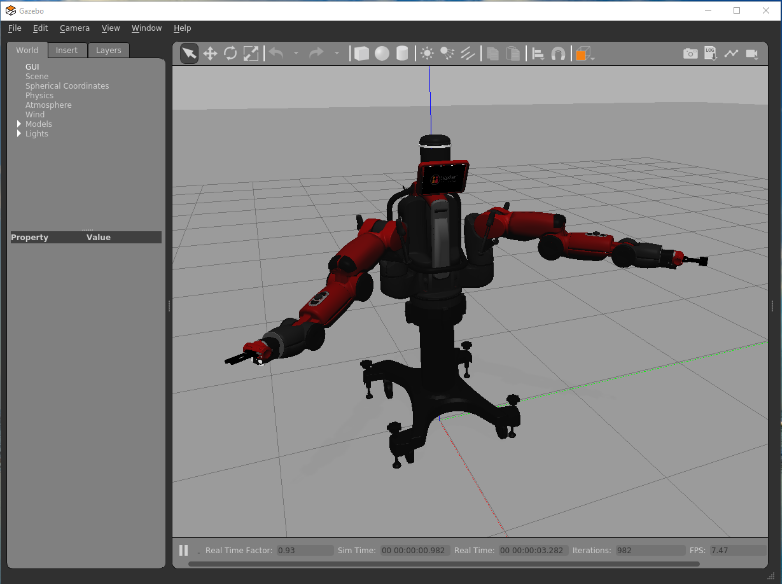 Gazebo
File Edit Camera View Window Help
World Insert Layers
GUI
Scene
Spherical Coordinates
Physics
Atmosphere
Wind
Models
Lights
Property Value
LOG
Real Time Factor: 0.93 Sim Time: 00 00:00:00.982 Real Time: 00 00:00:03.282 Iterations: 982 FPS: 7.47